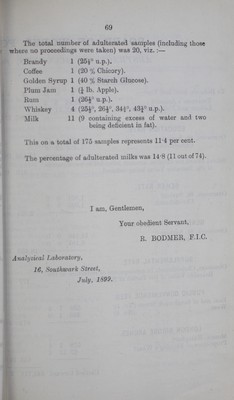 69
The total number of adulterated samples (including those
where no proceedings were taken) was 20, viz. :—
Brandy 1 (25½° u.p.).
Coffee 1 (20 % Chicory).
Golden Syrup 1 (40 % Starch Glucose).
Plum Jam 1 (½ lb. Apple).
Rum 1 (26½° u.p.).
Whiskey 4 (25½°, 26½°, 34½°, 43½° u.p.).
Milk 11 (9 containing excess of water and two
being deficient in fat).
This on a total of 175 samples represents 11·4 per cent.
The percentage of adulterated milks was 14·8 (11 out of 74).
I am, Gentlemen,
Your obedient Servant,
R. BODMER, F.I.C.
Analytical Laboratory,
16, Southwark Street,
July, 1899.